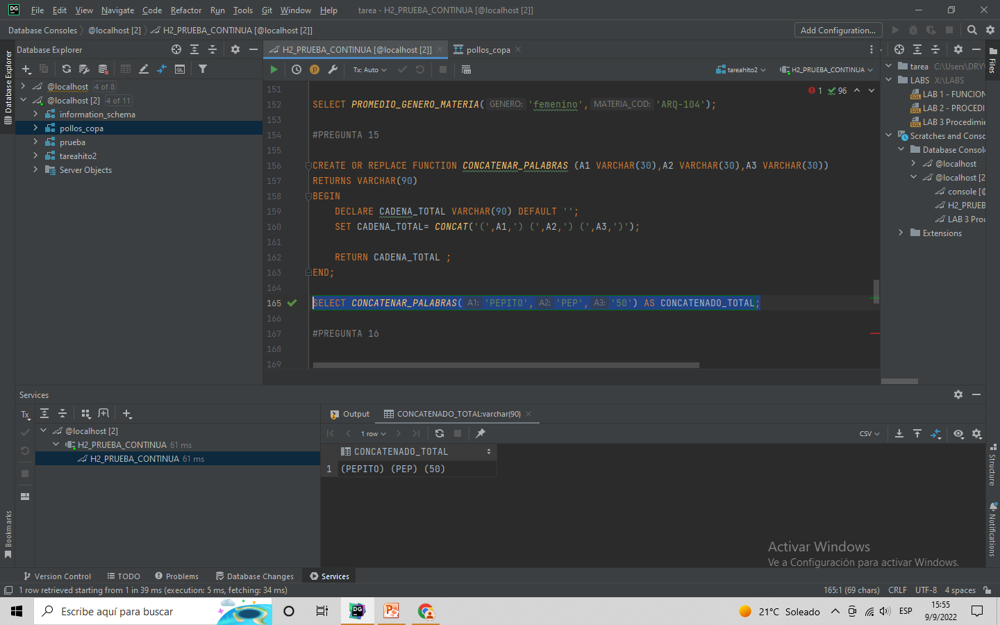 File Edit View Navigate Code Refactor Run Tools Git Window Help tarea - H2_PRUEBA_CONTINUA [@localhost [2]]
Database Consoles @localhost [2] H2_PRUEBA_CONTINUA [@localhost [2]] Add Configuration...
Database Explorer
@localhost 4 of 8
@localhost [2] 4 of 11
information_schema
pollos_copa
prueba
tareahito2
Server Objects
H2_PRUEBA_CONTINUA [@localhost [2]] pollos_copa
Tx: Auto tareahito2 H2_PRUEBA_CONTINUA
1 96
151
152 SELECT PROMEDIO_GENERO_MATERIA( GENERO: 'femenino', MATERIA_COD: 'ARQ-104');
153
154 #PREGUNTA 15
155
156 CREATE OR REPLACE FUNCTION CONCATENAR_PALABRAS (A1 VARCHAR(30),A2 VARCHAR(30),A3 VARCHAR(30))
157 RETURNS VARCHAR(90)
158 BEGIN
159 DECLARE CADENA_TOTAL VARCHAR(90) DEFAULT '';
160 SET CADENA_TOTAL= CONCAT('(',A1,') (',A2,') (',A3,')');
161
162 RETURN CADENA_TOTAL ;
163 END;
164
165 SELECT CONCATENAR_PALABRAS( A1: 'PEPITO', A2: 'PEP', A3: '50') AS CONCATENADO_TOTAL;
166
167 #PREGUNTA 16
168
169
tarea C:\Users\DRY
LABS X:\LABS
LAB 1 - FUNCION
LAB 2 - PROCEDI
LAB 3 Procedimie
Scratches and Consc
Database Consol
@localhost
@localhost [2
console [@
H2_PRUEB
LAB 3 Proc
Extensions
Database Explorer
Bookmarks
Files
Structure
Notifications
Services
Tx
@localhost [2]
H2_PRUEBA_CONTINUA 61 ms
H2_PRUEBA_CONTINUA 61 ms
Output CONCATENADO_TOTAL:varchar(90)
1 row CSV
CONCATENADO_TOTAL
1 (PEPITO) (PEP) (50)
Activar Windows
Ve a Configuración para activar Windows.
Version Control TODO Problems Database Changes Services
1 row retrieved starting from 1 in 39 ms (execution: 5 ms, fetching: 34 ms) 165:1 (69 chars) CRLF UTF-8 4 spaces
Escribe aquí para buscar
21°C Soleado ESP 15:55
9/9/2022